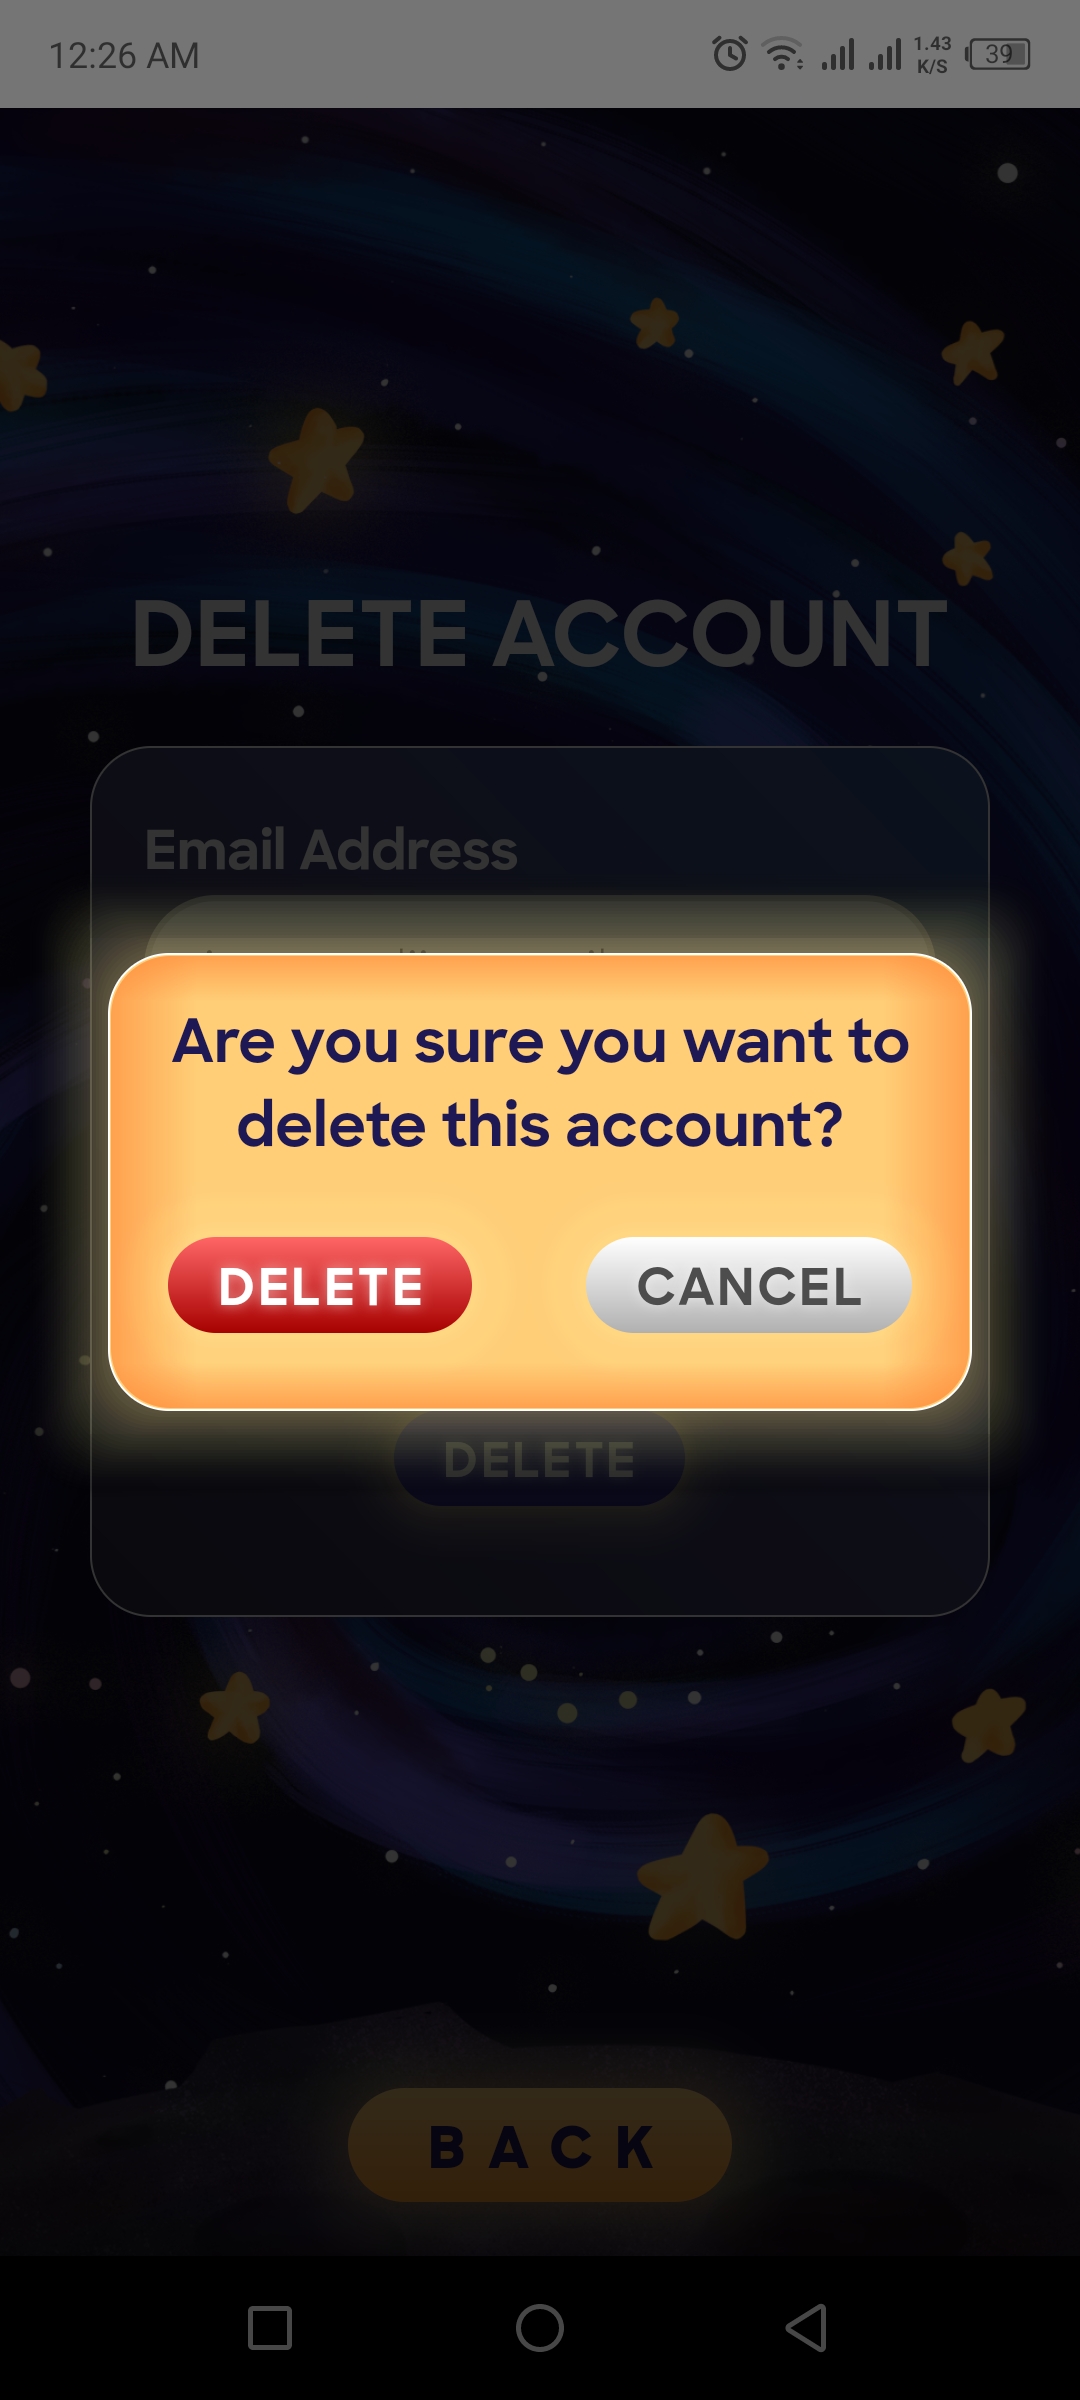 12:26 AM
1.43
K/S
39
DELETE ACCOUNT
Email Address
Are you sure you want to
delete this account?
DELETE
CANCEL
DELETE
BACK